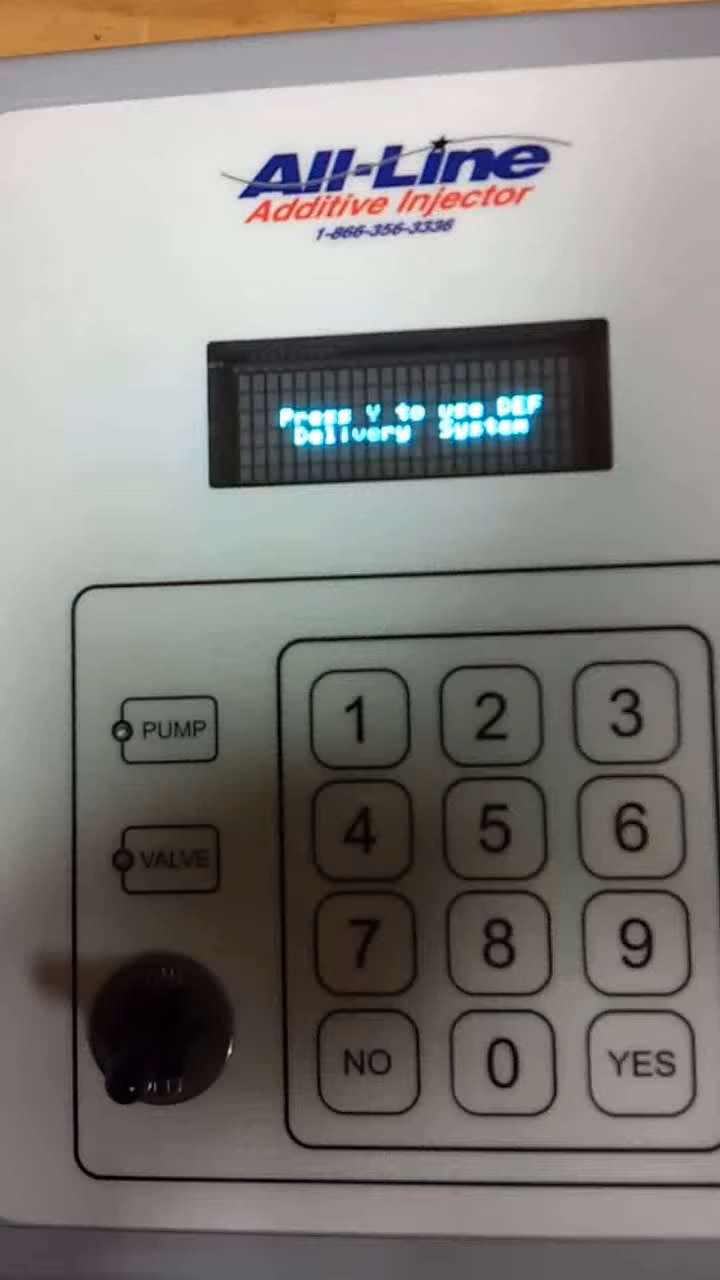 All-Line
Additive Injector
1-866-356-3336
Press Y to use DEF
Delivery System
PUMP
VALVE
1 2 3
4 5 6
7 8 9
NO 0 YES